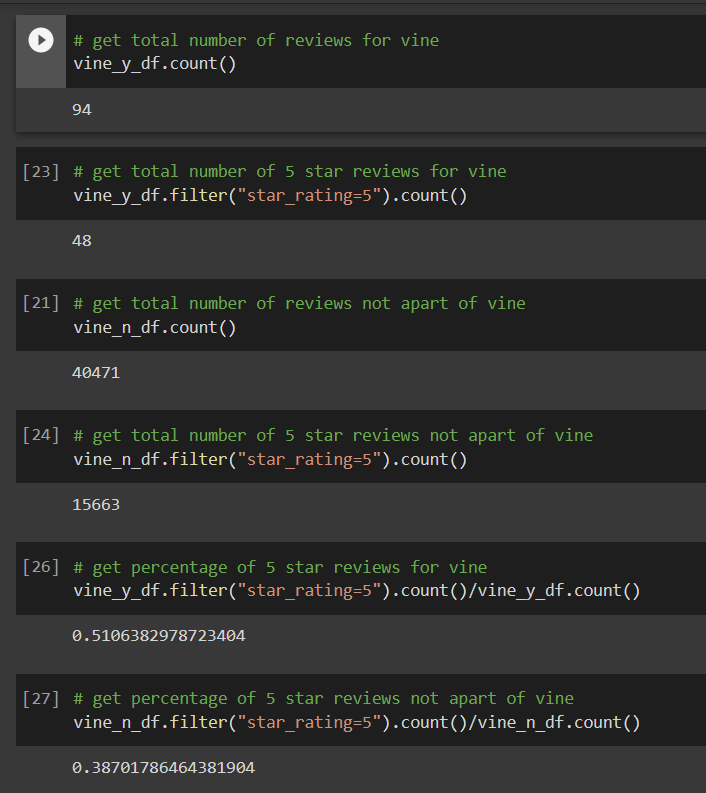 # get total number of reviews for vine
vine_y_df.count()
94
[23] # get total number of 5 star reviews for vine
vine_y_df.filter("star_rating=5").count()
48
[21] # get total number of reviews not apart of vine
vine_n_df.count()
40471
[24] # get total number of 5 star reviews not apart of vine
vine_n_df.filter("star_rating=5").count()
15663
[26] # get percentage of 5 star reviews for vine
vine_y_df.filter("star_rating=5").count()/vine_y_df.count()
0.5106382978723404
[27] # get percentage of 5 star reviews not apart of vine
vine_n_df.filter("star_rating=5").count()/vine_n_df.count()
0.38701786464381904